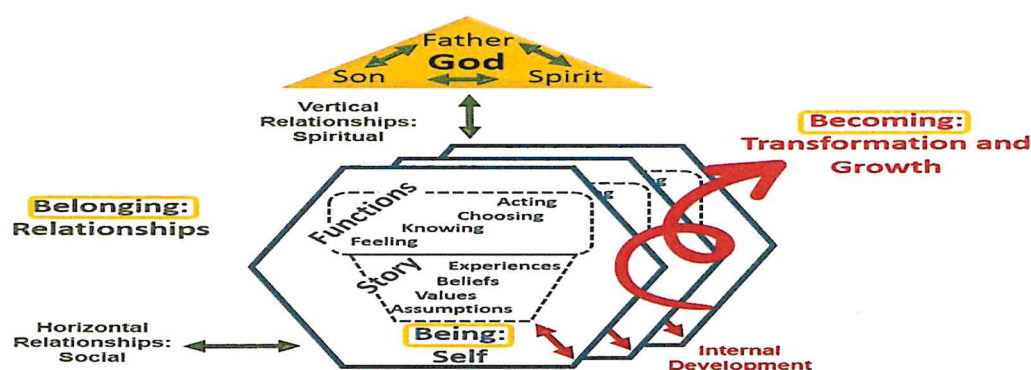 Father
God
Son
Spirit
Vertical
Relationships:
Spiritual
Becoming:
Transformation and
Growth
Belonging:
Relationships
Functions
Acting
Choosing
Knowing
Feeling
Story
Experiences
Beliefs
Values
Assumptions
Being:
Self
Horizontal
Relationships:
Social
Internal
Development